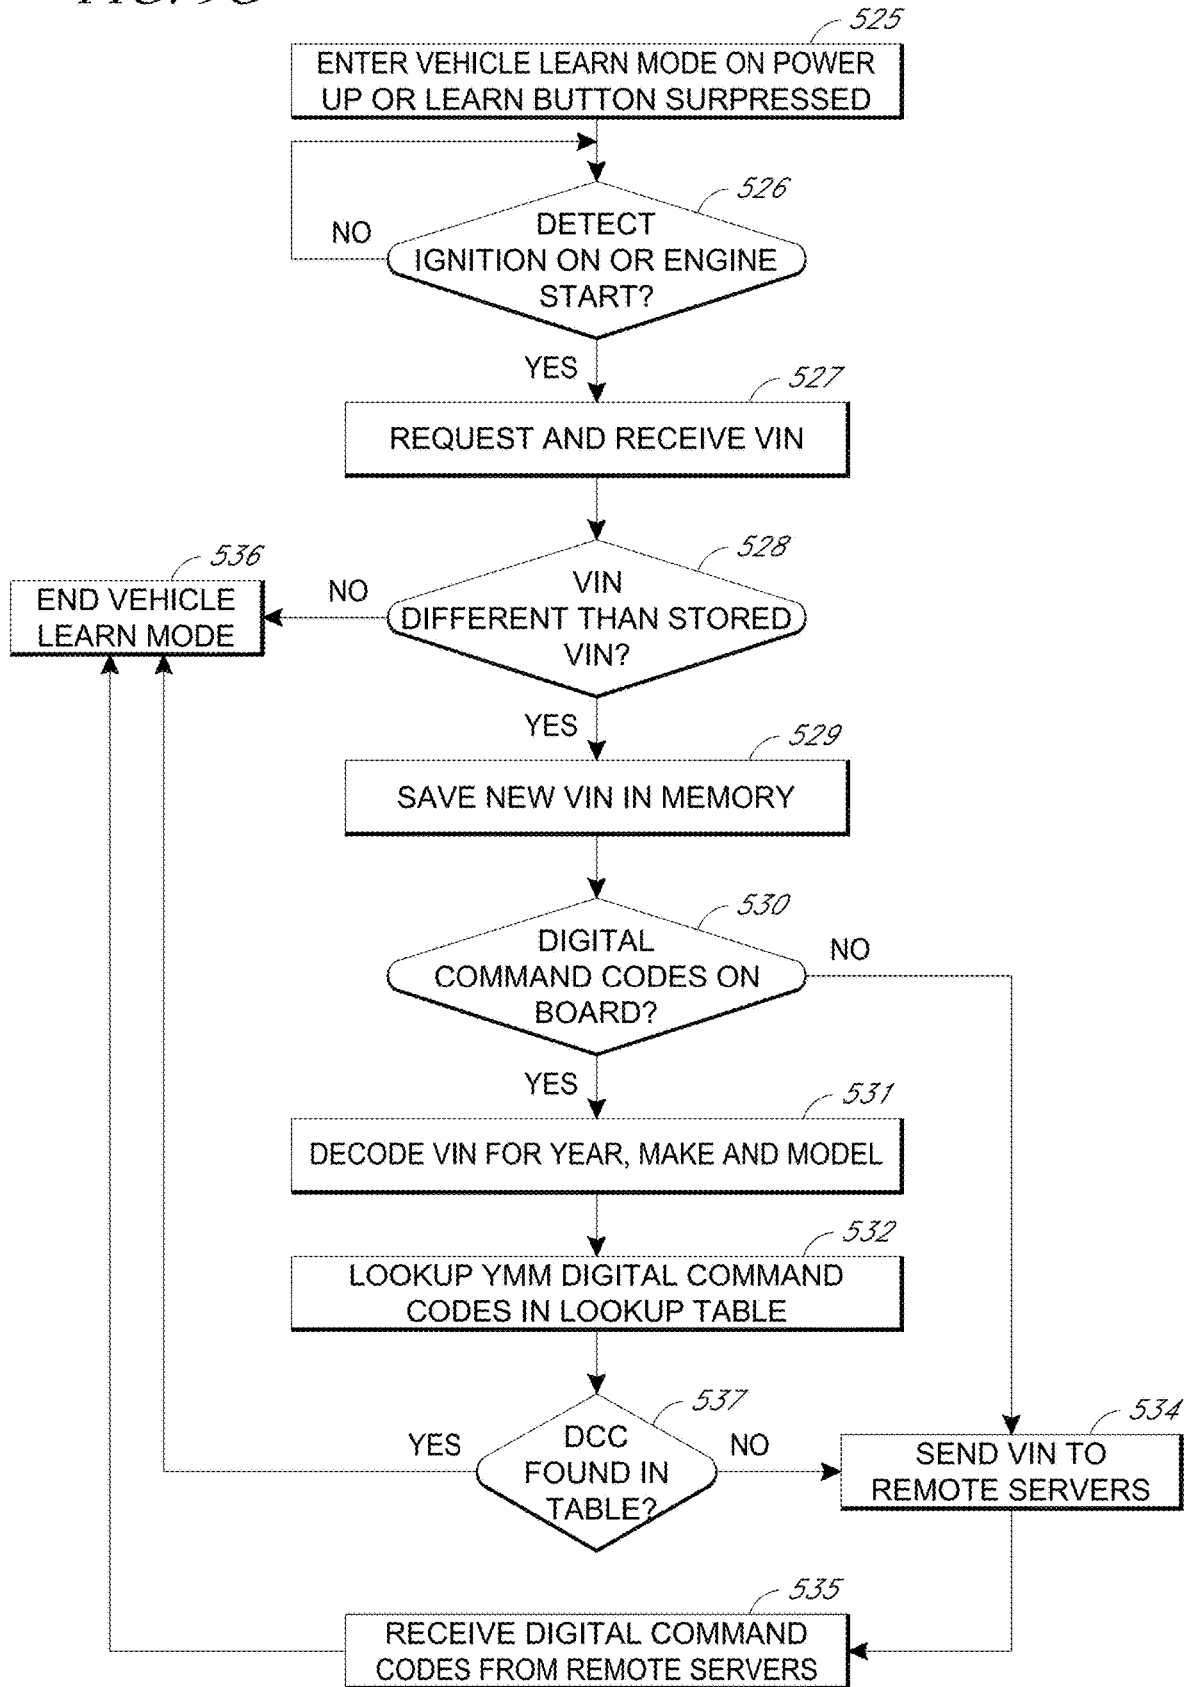 525
ENTER VEHICLE LEARN MODE ON POWER
UP OR LEARN BUTTON SURPRESSED
526
NO
DETECT
IGNITION ON OR ENGINE
START?
YES
527
REQUEST AND RECEIVE VIN
536
END VEHICLE
LEARN MODE
NO
528
VIN
DIFFERENT THAN STORED
VIN?
YES
529
SAVE NEW VIN IN MEMORY
530
DIGITAL
COMMAND CODES ON
BOARD?
NO
YES
531
DECODE VIN FOR YEAR, MAKE AND MODEL
532
LOOKUP YMM DIGITAL COMMAND
CODES IN LOOKUP TABLE
537
YES
DCC
FOUND IN
TABLE?
NO
534
SEND VIN TO
REMOTE SERVERS
535
RECEIVE DIGITAL COMMAND
CODES FROM REMOTE SERVERS